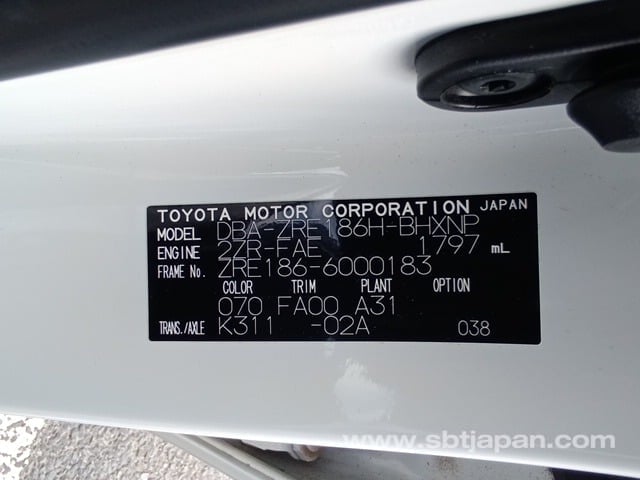 TOYOTA MOTOR CORPORATION JAPAN
MODEL DBA-ZRE186H-BHXNP
ENGINE 2ZR-FAE 1797 mL
FRAME No. ZRE186-6000183
COLOR TRIM PLANT OPTION
070 FA00 A31
TRANS./AXLE K311 -02A 038
www.sbtjapan.com